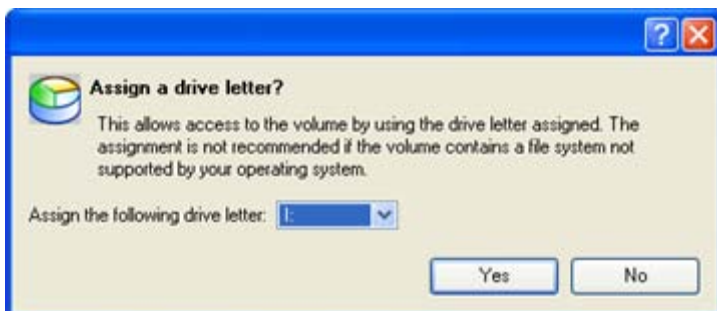 Assign a drive letter?
This allows access to the volume by using the drive letter assigned. The
assignment is not recommended if the volume contains a file system not
supported by your operating system.
Assign the following drive letter: I:
Yes No